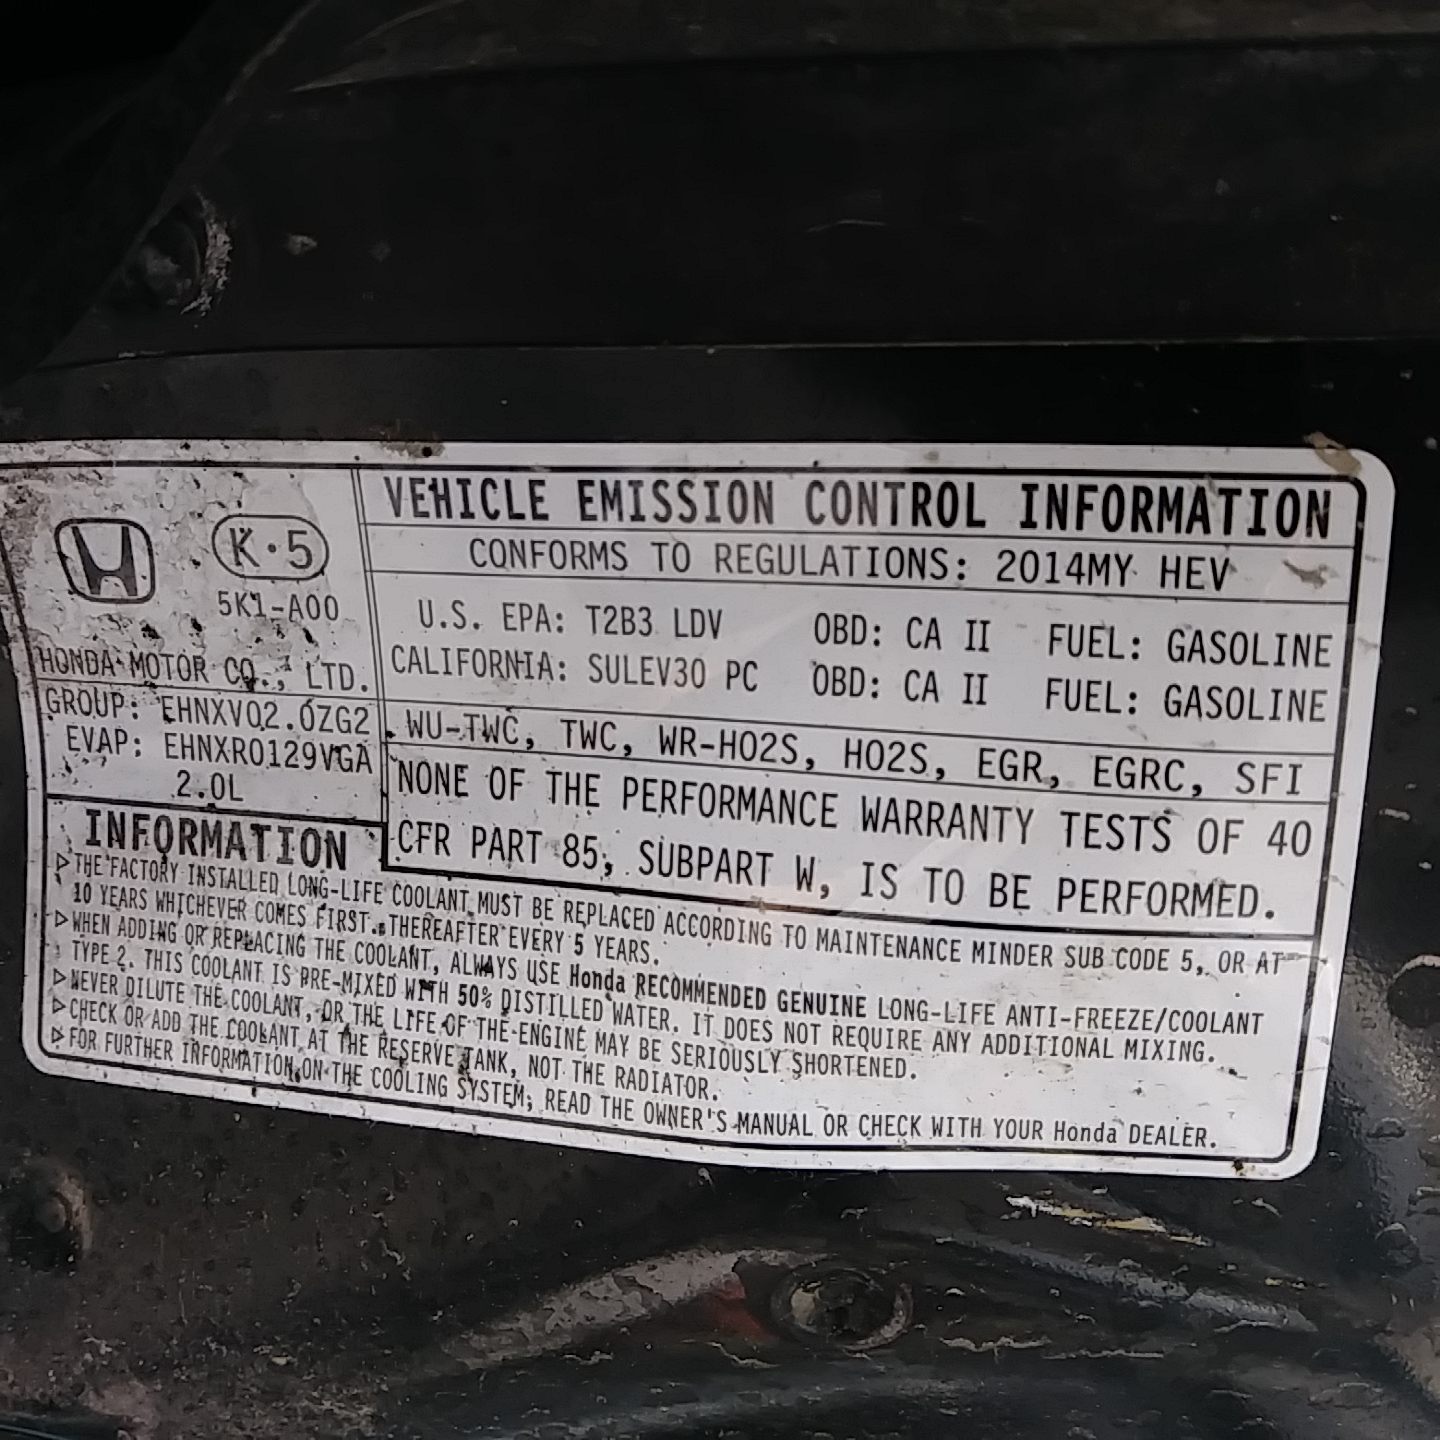 VEHICLE EMISSION CONTROL INFORMATION
CONFORMS TO REGULATIONS: 2014MY HEV
U.S. EPA: T2B3 LDV OBD: CA II FUEL: GASOLINE
CALIFORNIA: SULEV30 PC OBD: CA II FUEL: GASOLINE
WU-TWC, TWC, WR-HO2S, HO2S, EGR, EGRC, SFI
NONE OF THE PERFORMANCE WARRANTY TESTS OF 40
CFR PART 85, SUBPART W, IS TO BE PERFORMED.
K·5
5K1-A00
HONDA MOTOR CO., LTD.
GROUP: EHNXV02.0ZG2
EVAP: EHNXR0129VGA
2.0L
INFORMATION
▷THE FACTORY INSTALLED LONG-LIFE COOLANT MUST BE REPLACED ACCORDING TO MAINTENANCE MINDER SUB CODE 5, OR AT
10 YEARS WHICHEVER COMES FIRST. THEREAFTER EVERY 5 YEARS.
▷WHEN ADDING OR REPLACING THE COOLANT, ALWAYS USE Honda RECOMMENDED GENUINE LONG-LIFE ANTI-FREEZE/COOLANT
TYPE 2. THIS COOLANT IS PRE-MIXED WITH 50% DISTILLED WATER. IT DOES NOT REQUIRE ANY ADDITIONAL MIXING.
▷NEVER DILUTE THE COOLANT, OR THE LIFE OF THE ENGINE MAY BE SERIOUSLY SHORTENED.
▷CHECK OR ADD THE COOLANT AT THE RESERVE TANK, NOT THE RADIATOR.
▷FOR FURTHER INFORMATION ON THE COOLING SYSTEM, READ THE OWNER'S MANUAL OR CHECK WITH YOUR Honda DEALER.